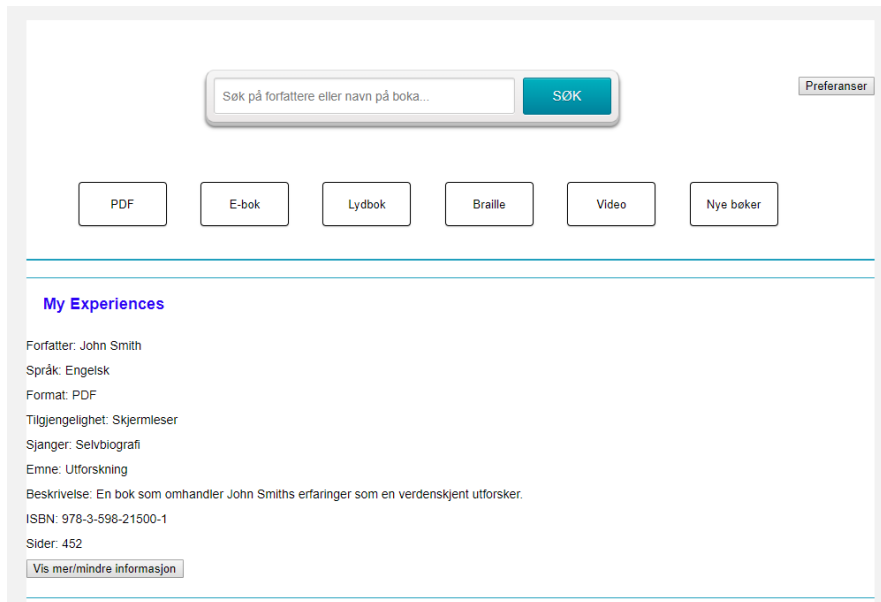 Søk på forfattere eller navn på boka...
SØK
Preferanser
PDF
E-bok
Lydbok
Braille
Video
Nye bøker
My Experiences
Forfatter: John Smith
Språk: Engelsk
Format: PDF
Tilgjengelighet: Skjermleser
Sjanger: Selvbiografi
Emne: Utforskning
Beskrivelse: En bok som omhandler John Smiths erfaringer som en verdenskjent utforsker.
ISBN: 978-3-598-21500-1
Sider: 452
Vis mer/mindre informasjon